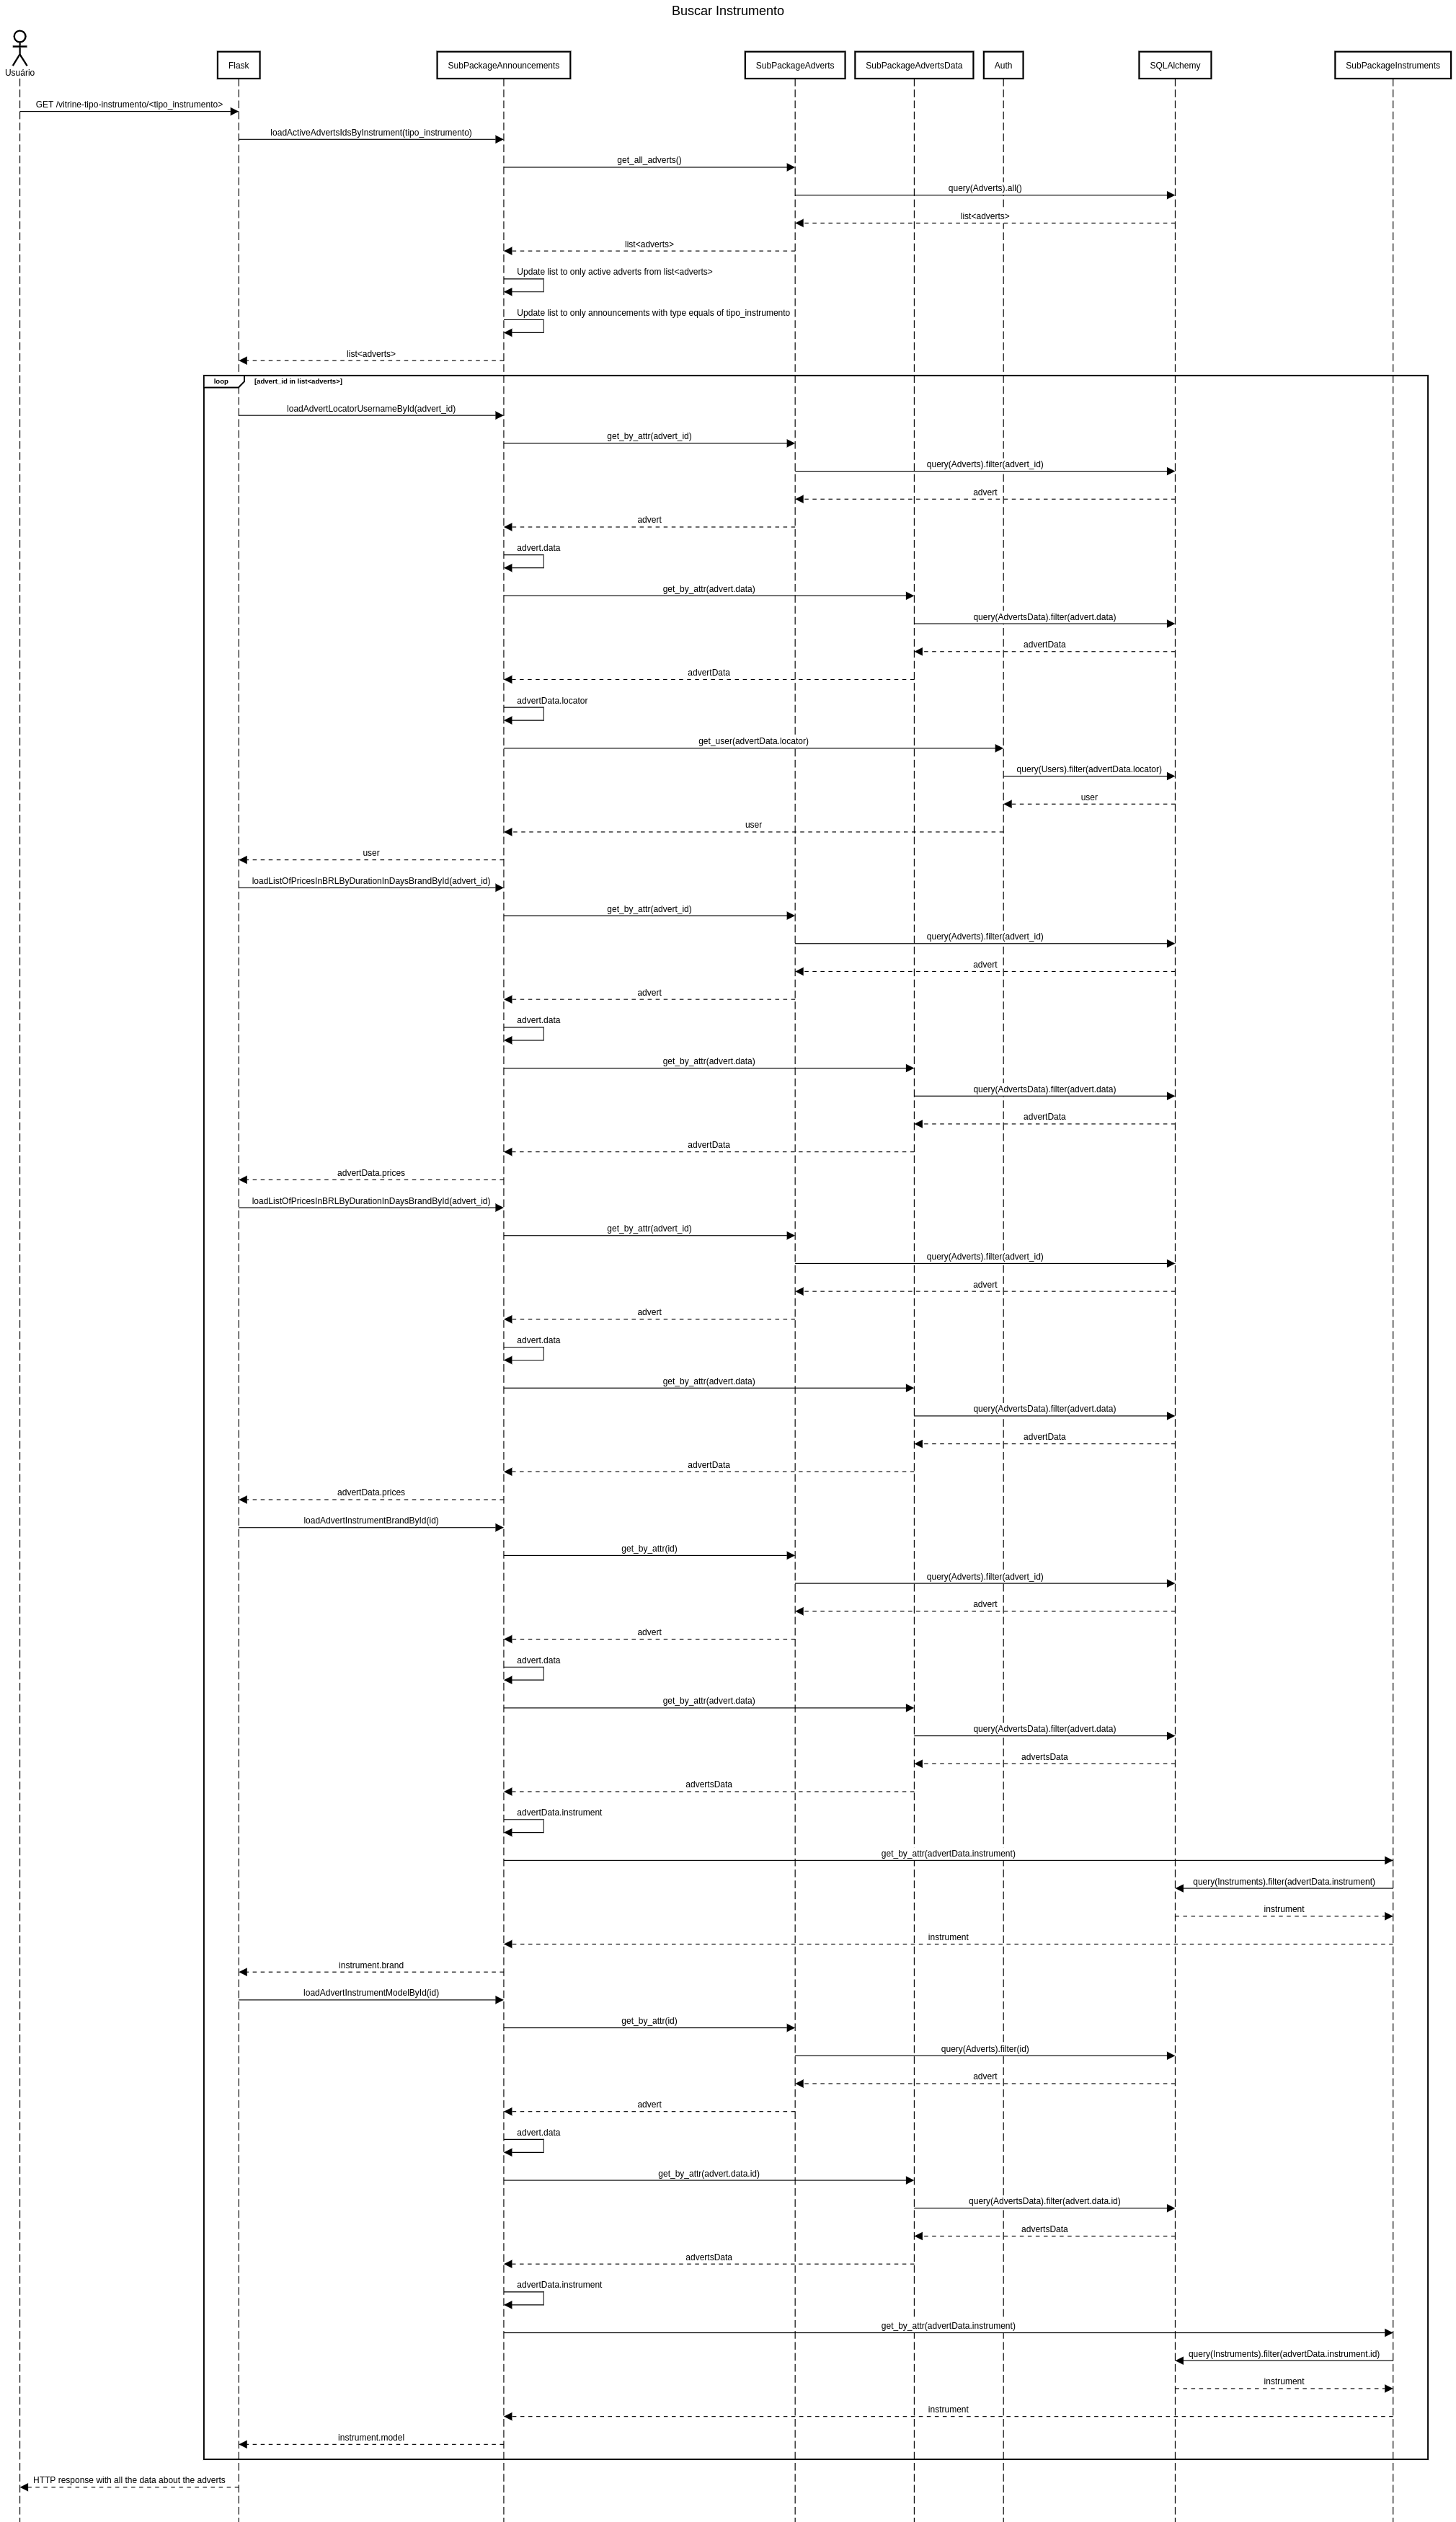 Buscar Instrumento
Usuário
Flask
SubPackageAnnouncements
SubPackageAdverts
SubPackageAdvertsData
Auth
SQLAlchemy
SubPackageInstruments
GET /vitrine-tipo-instrumento/<tipo_instrumento>
loadActiveAdvertsIdsByInstrument(tipo_instrumento)
get_all_adverts()
query(Adverts).all()
list<adverts>
list<adverts>
Update list to only active adverts from list<adverts>
Update list to only announcements with type equals of tipo_instrumento
list<adverts>
loop
[advert_id in list<adverts>]
loadAdvertLocatorUsernameById(advert_id)
get_by_attr(advert_id)
query(Adverts).filter(advert_id)
advert
advert
advert.data
get_by_attr(advert.data)
query(AdvertsData).filter(advert.data)
advertData
advertData
advertData.locator
get_user(advertData.locator)
query(Users).filter(advertData.locator)
user
user
user
loadListOfPricesInBRLByDurationInDaysBrandById(advert_id)
get_by_attr(advert_id)
query(Adverts).filter(advert_id)
advert
advert
advert.data
get_by_attr(advert.data)
query(AdvertsData).filter(advert.data)
advertData
advertData
advertData.prices
loadListOfPricesInBRLByDurationInDaysBrandById(advert_id)
get_by_attr(advert_id)
query(Adverts).filter(advert_id)
advert
advert
advert.data
get_by_attr(advert.data)
query(AdvertsData).filter(advert.data)
advertData
advertData
advertData.prices
loadAdvertInstrumentBrandById(id)
get_by_attr(id)
query(Adverts).filter(advert_id)
advert
advert
advert.data
get_by_attr(advert.data)
query(AdvertsData).filter(advert.data)
advertsData
advertsData
advertData.instrument
get_by_attr(advertData.instrument)
query(Instruments).filter(advertData.instrument)
instrument
instrument
instrument.brand
loadAdvertInstrumentModelById(id)
get_by_attr(id)
query(Adverts).filter(id)
advert
advert
advert.data
get_by_attr(advert.data.id)
query(AdvertsData).filter(advert.data.id)
advertsData
advertsData
advertData.instrument
get_by_attr(advertData.instrument)
query(Instruments).filter(advertData.instrument.id)
instrument
instrument
instrument.model
HTTP response with all the data about the adverts